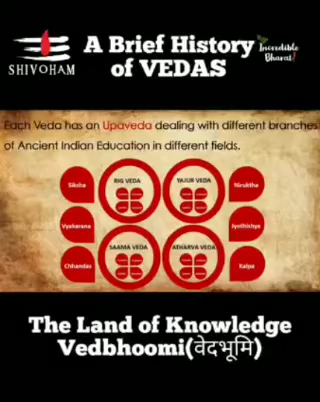 SHIVOHAM
A Brief History
of VEDAS
Incredible
Bharat!
Each Veda has an Upaveda dealing with different branches
of Ancient Indian Education in different fields.
Siksha
RIG VEDA
YAJUR VEDA
Niruktha
Vyakarana
Jyothishya
SAAMA VEDA
ATHARVA VEDA
Chhandas
Kalpa
The Land of Knowledge
Vedbhoomi(वेदभूमि)